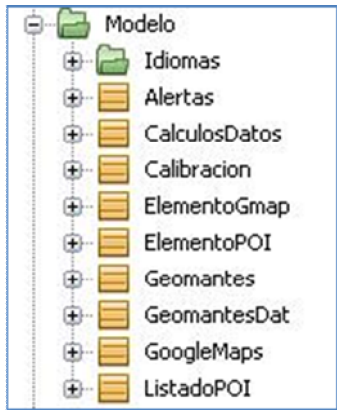 Modelo
Idiomas
Alertas
CalculosDatos
Calibracion
ElementoGmap
ElementoPOI
Geomantes
GeomantesDat
GoogleMaps
ListadoPOI